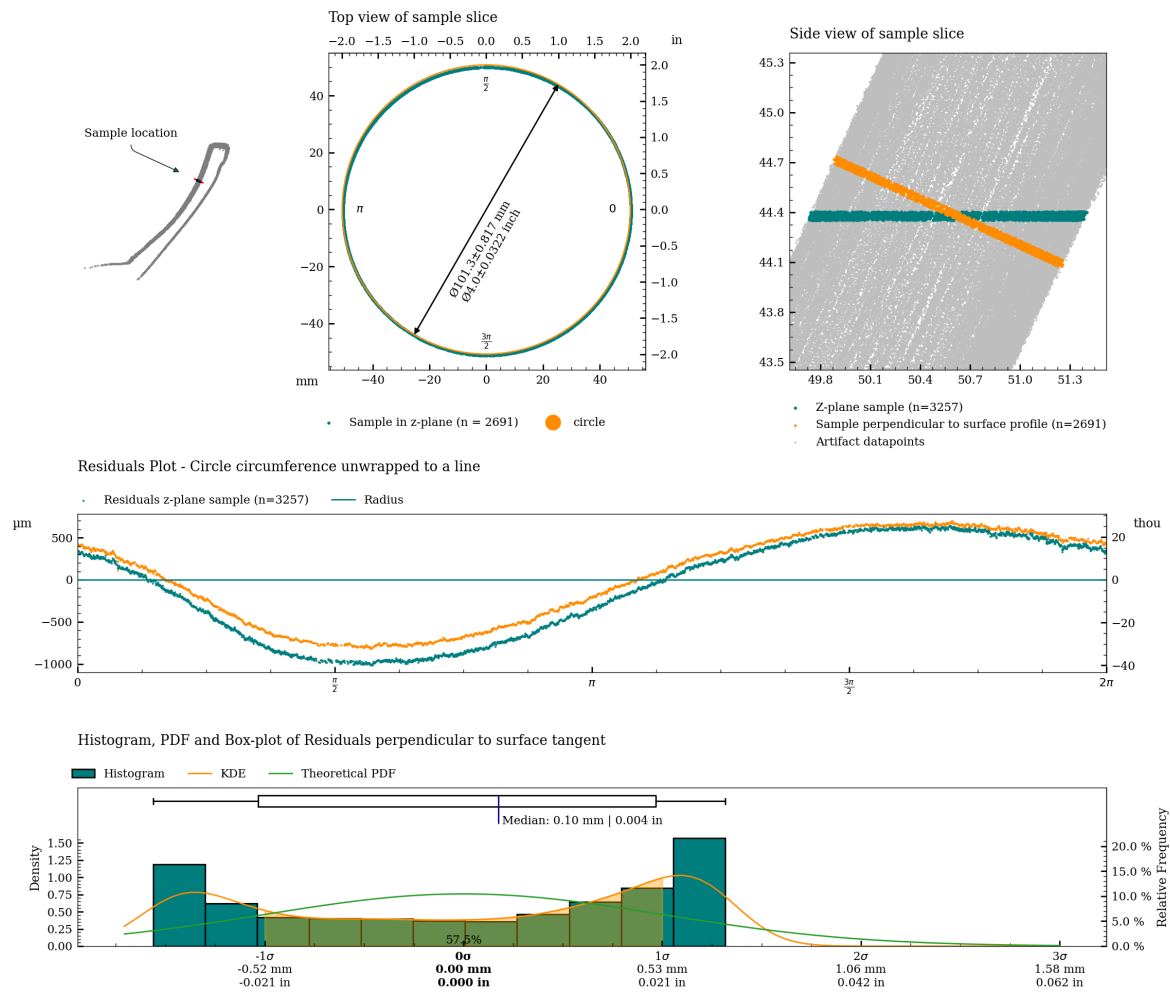 Top view of sample slice
−2.0 −1.5 −1.0 −0.5 0.0 0.5 1.0 1.5 2.0 in
Side view of sample slice
Sample location
40
20
0
−20
−40
mm
−40 −20 0 20 40
2.0
1.5
1.0
0.5
0.0
−0.5
−1.0
−1.5
−2.0
π/2
π
0
3π/2
Ø101.3±0.817 mm
Ø4.0±0.0322 inch
45.3
45.0
44.7
44.4
44.1
43.8
43.5
49.8 50.1 50.4 50.7 51.0 51.3
Sample in z-plane (n = 2691) circle
Z-plane sample (n=3257)
Sample perpendicular to surface profile (n=2691)
Artifact datapoints
Residuals Plot - Circle circumference unwrapped to a line
Residuals z-plane sample (n=3257) Radius
µm
thou
500
0
−500
−1000
20
0
−20
−40
0 π/2 π 3π/2 2π
Histogram, PDF and Box-plot of Residuals perpendicular to surface tangent
Histogram KDE Theoretical PDF
Median: 0.10 mm | 0.004 in
Density
1.50
1.25
1.00
0.75
0.50
0.25
0.00
57.5%
Relative Frequency
20.0 %
15.0 %
10.0 %
5.0 %
0.0 %
-1σ 0σ 1σ 2σ 3σ
-0.52 mm 0.00 mm 0.53 mm 1.06 mm 1.58 mm
-0.021 in 0.000 in 0.021 in 0.042 in 0.062 in